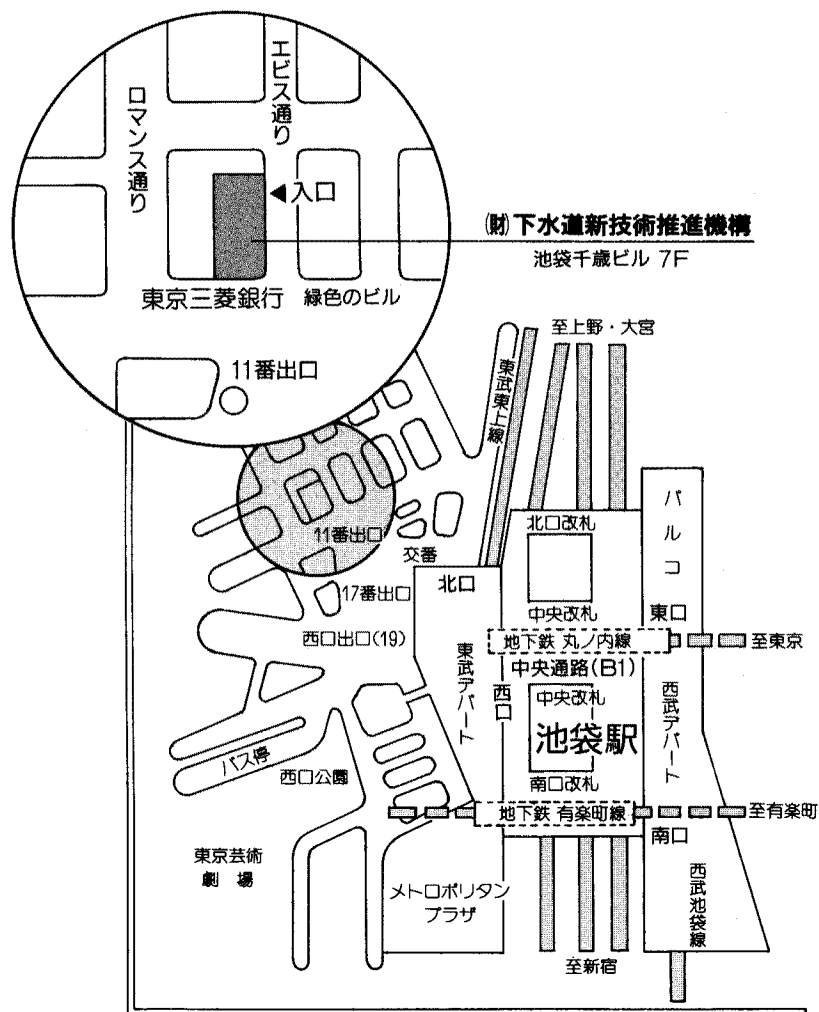 エビス通り
ロマンス通り
◀入口
(財)下水道新技術推進機構
池袋千歳ビル 7F
東京三菱銀行
緑色のビル
11番出口
至上野・大宮
東武東上線
パルコ
北口改札
11番出口
交番
北口
17番出口
中央改札
東口
西口出口(19)
地下鉄 丸ノ内線
至東京
東武デパート
中央通路(B1)
西口
中央改札
西武デパート
池袋駅
バス停
西口公園
南口改札
地下鉄 有楽町線
至有楽町
南口
東京芸術
劇場
メトロポリタン
プラザ
西武池袋線
至新宿